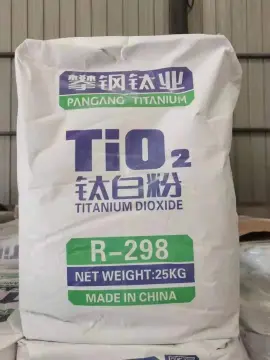 攀钢钛业
PANGANG TITANIUM
TiO2
钛白粉
TITANIUM DIOXIDE
R-298
NET WEIGHT:25KG
MADE IN CHINA